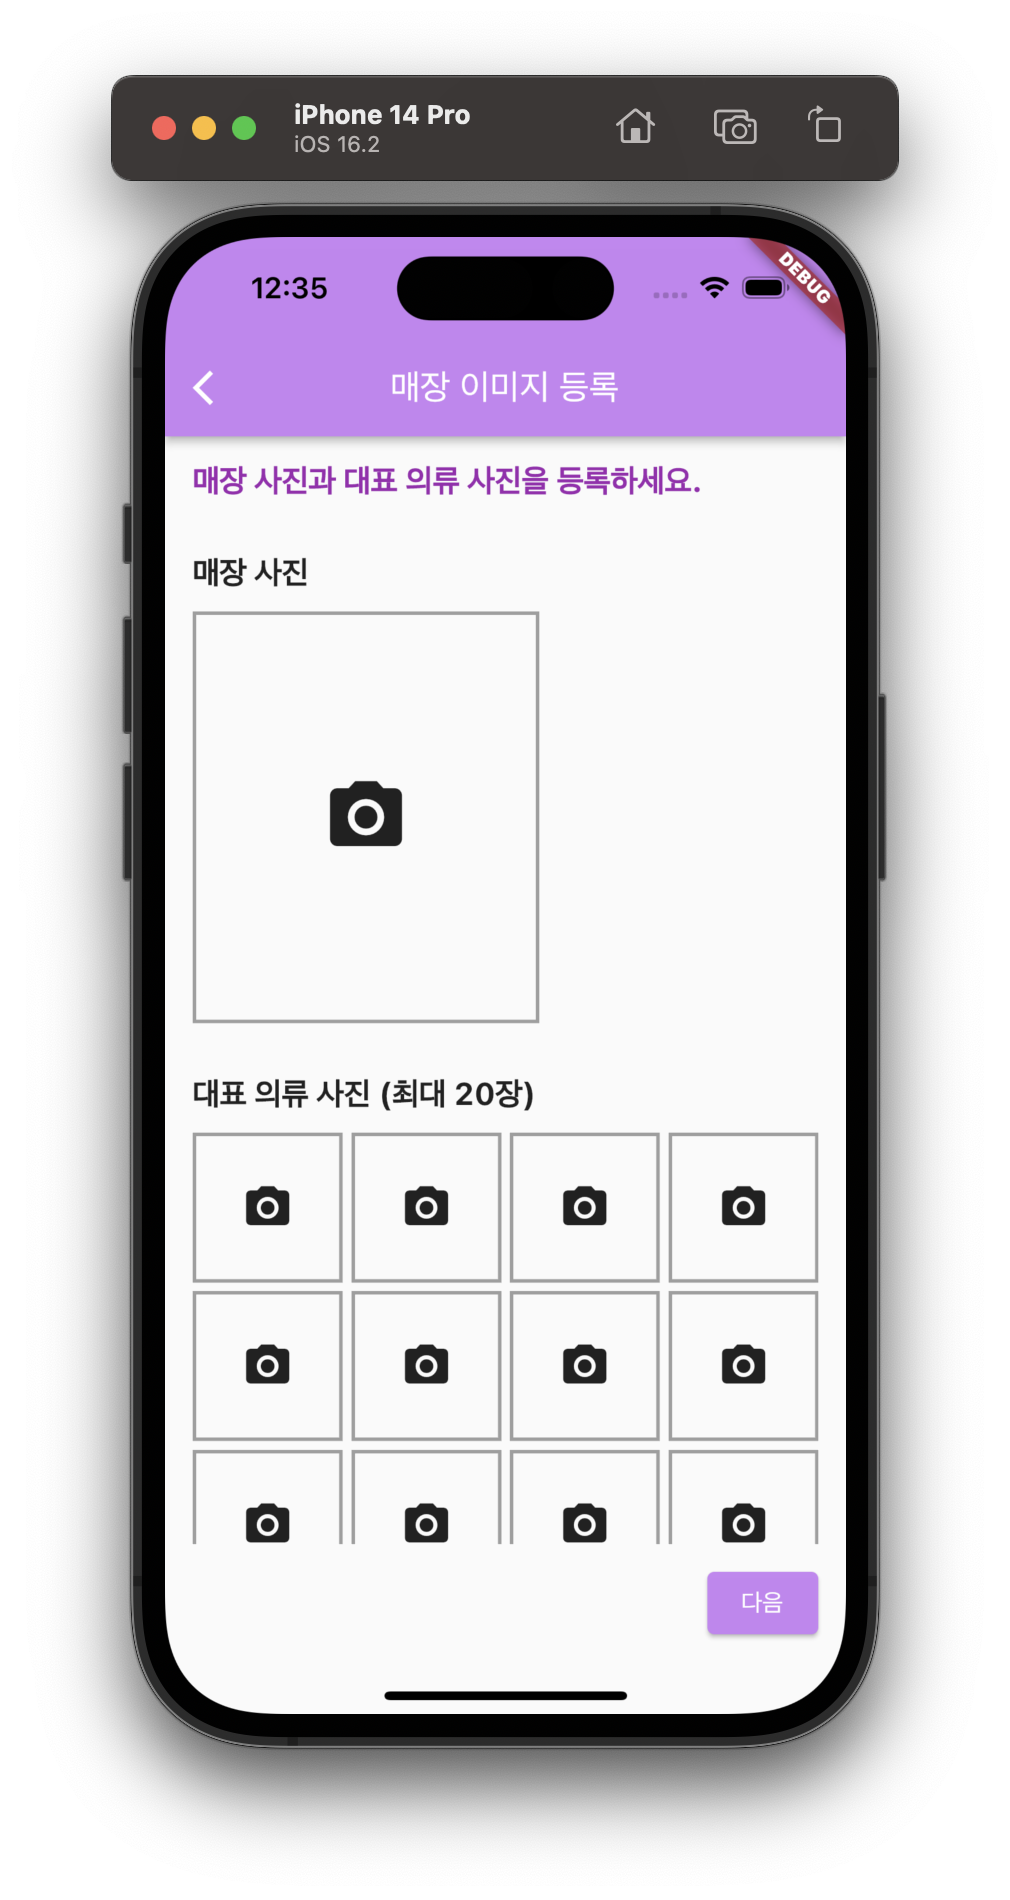 iPhone 14 Pro
iOS 16.2
12:35
DEBUG
매장 이미지 등록
매장 사진과 대표 의류 사진을 등록하세요.
매장 사진
대표 의류 사진 (최대 20장)
다음